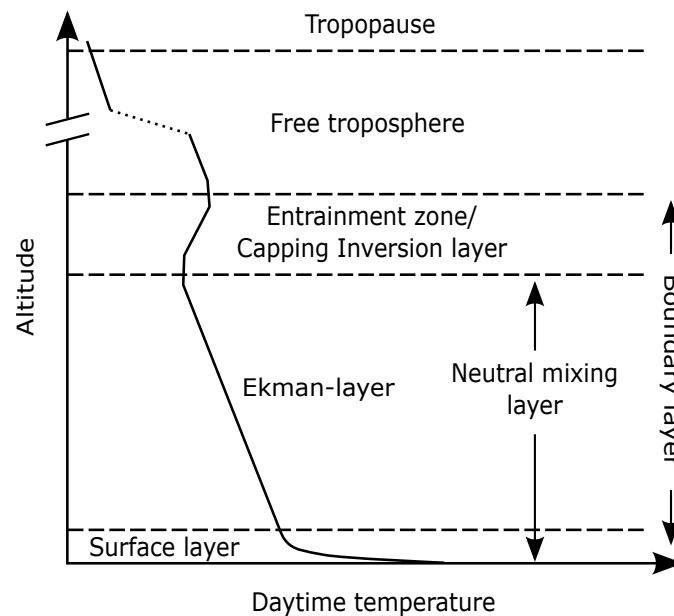 Tropopause
Free troposphere
Entrainment zone/
Capping Inversion layer
Altitude
Ekman-layer
Neutral mixing
layer
Boundary layer
Surface layer
Daytime temperature